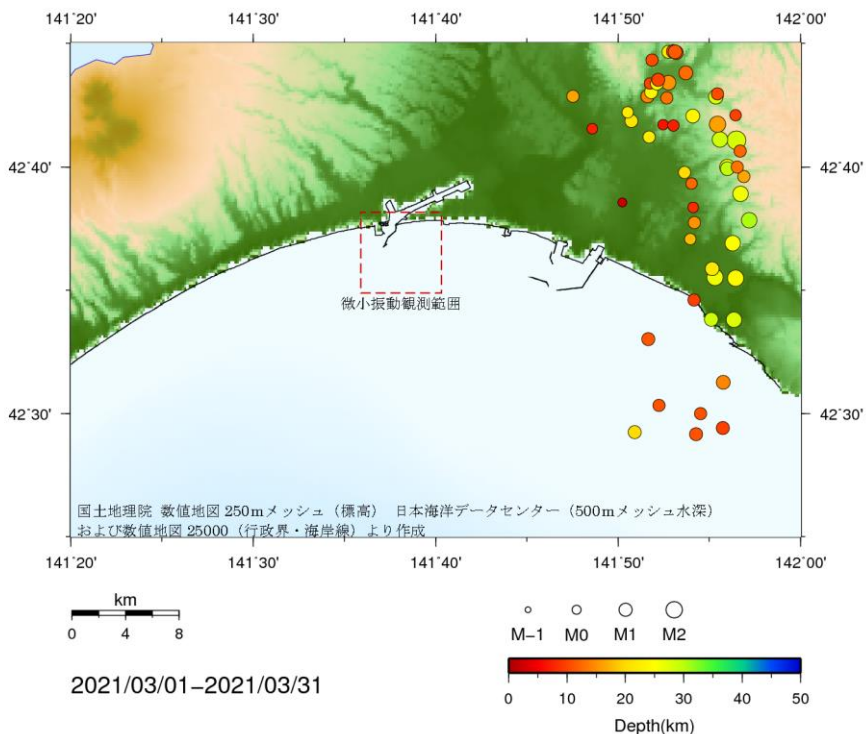 141°20' 141°30' 141°40' 141°50' 142°00'
42°40' 42°40'
微小振動観測範囲
42°30' 42°30'
国土地理院 数値地図 250mメッシュ（標高） 日本海洋データセンター（500mメッシュ水深）
および数値地図 25000（行政界・海岸線）より作成
141°20' 141°30' 141°40' 141°50' 142°00'
km
0 4 8
M−1 M0 M1 M2
2021/03/01−2021/03/31
0 10 20 30 40 50
Depth(km)